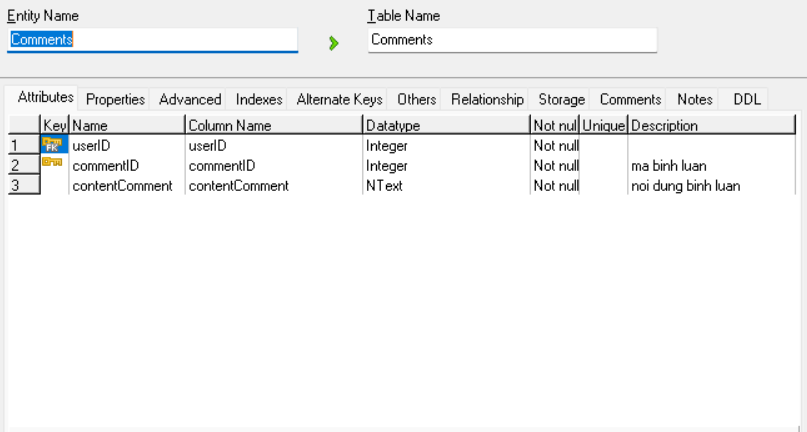 Entity Name Table Name
Comments Comments
Attributes Properties Advanced Indexes Alternate Keys Others Relationship Storage Comments Notes DDL
Key Name Column Name Datatype Not nul Unique Description
1 FK userID userID Integer Not null
2 commentID commentID Integer Not null ma binh luan
3 contentComment contentComment NText Not null noi dung binh luan